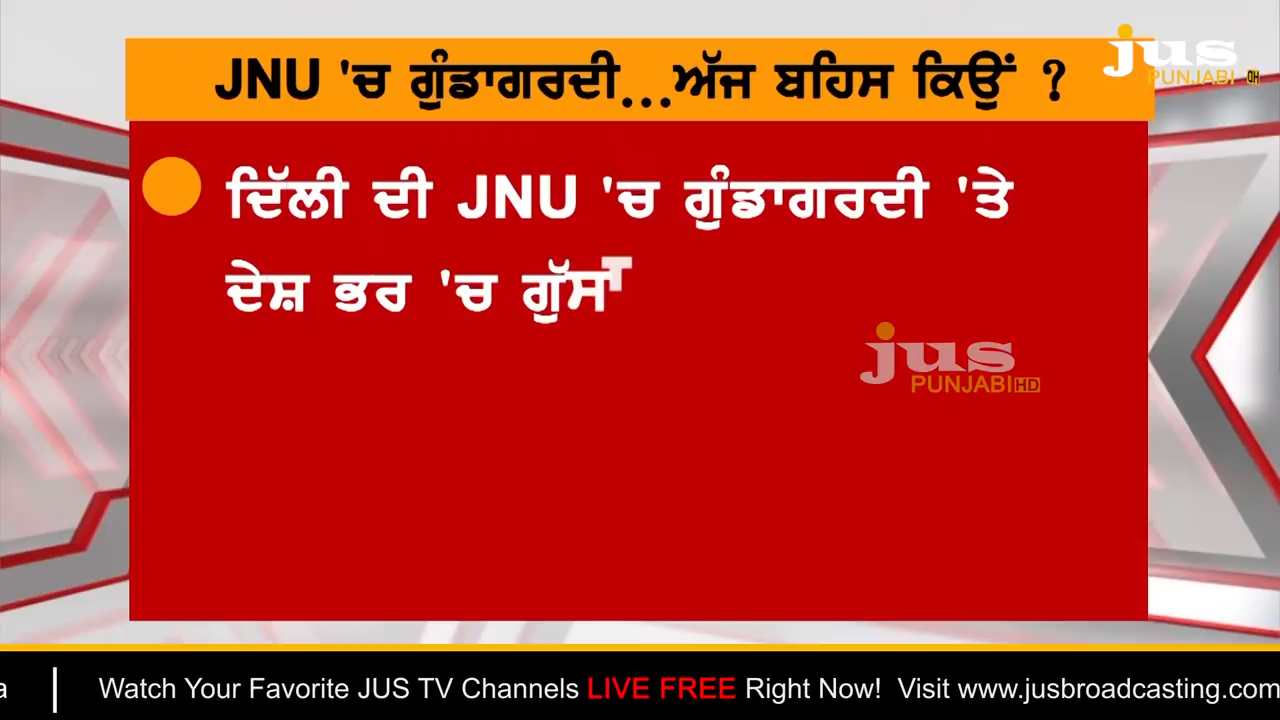 JNU 'ਚ ਗੁੰਡਾਗਰਦੀ...ਅੱਜ ਬਹਿਸ ਕਿਉਂ ?
jus
PUNJABI
ਦਿੱਲੀ ਦੀ JNU 'ਚ ਗੁੰਡਾਗਰਦੀ 'ਤੇ
ਦੇਸ਼ ਭਰ 'ਚ ਗੁੱਸਾ
jus
PUNJABI HD
a | Watch Your Favorite JUS TV Channels LIVE FREE Right Now! Visit www.jusbroadcasting.com